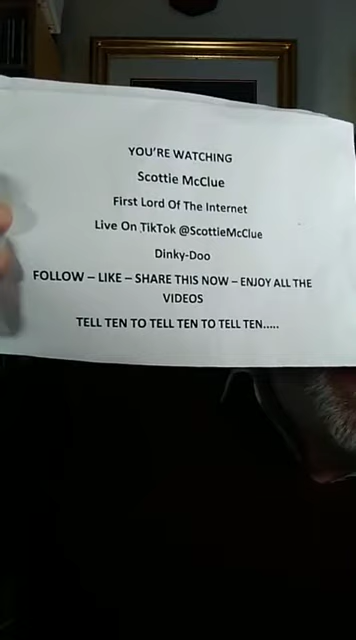 YOU'RE WATCHING
Scottie McClue
First Lord Of The Internet
Live On TikTok @ScottieMcClue
Dinky-Doo
FOLLOW – LIKE – SHARE THIS NOW – ENJOY ALL THE
VIDEOS
TELL TEN TO TELL TEN TO TELL TEN.....